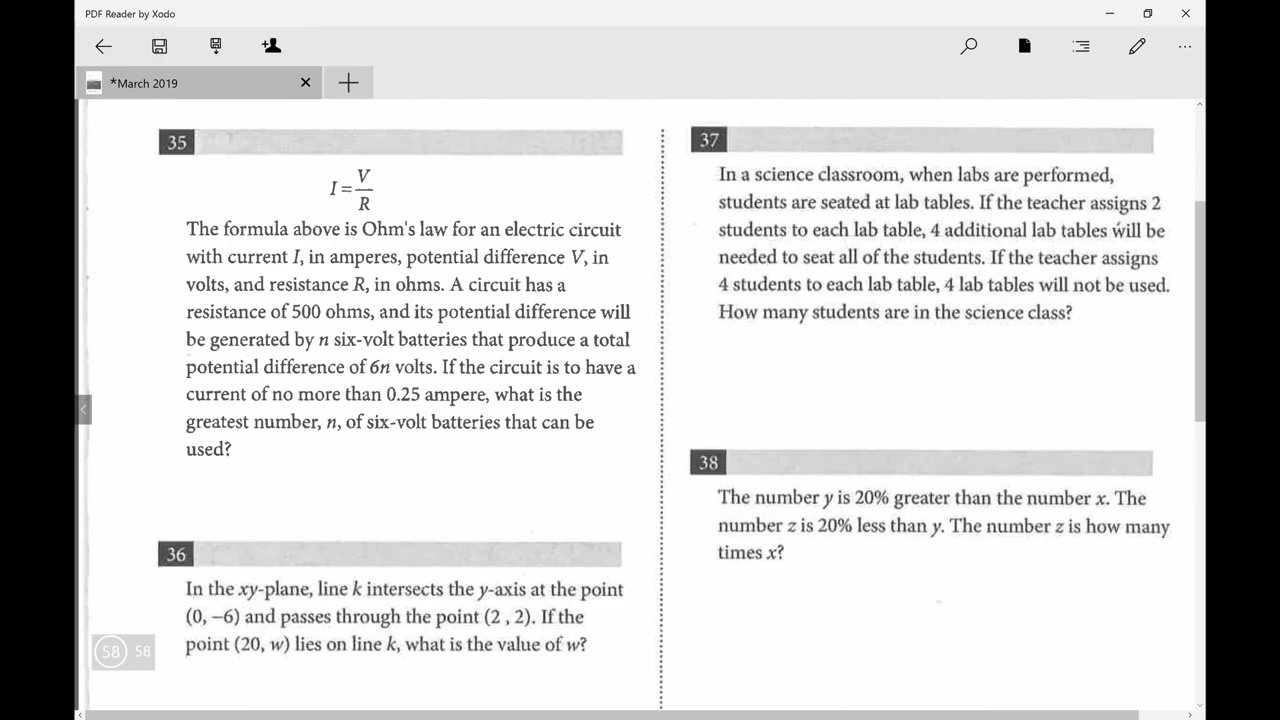 PDF Reader by Xodo
*March 2019
35
I = V/R
The formula above is Ohm's law for an electric circuit
with current I, in amperes, potential difference V, in
volts, and resistance R, in ohms. A circuit has a
resistance of 500 ohms, and its potential difference will
be generated by n six-volt batteries that produce a total
potential difference of 6n volts. If the circuit is to have a
current of no more than 0.25 ampere, what is the
greatest number, n, of six-volt batteries that can be
used?
36
In the xy-plane, line k intersects the y-axis at the point
(0, −6) and passes through the point (2 , 2). If the
point (20, w) lies on line k, what is the value of w?
58 58
37
In a science classroom, when labs are performed,
students are seated at lab tables. If the teacher assigns 2
students to each lab table, 4 additional lab tables will be
needed to seat all of the students. If the teacher assigns
4 students to each lab table, 4 lab tables will not be used.
How many students are in the science class?
38
The number y is 20% greater than the number x. The
number z is 20% less than y. The number z is how many
times x?